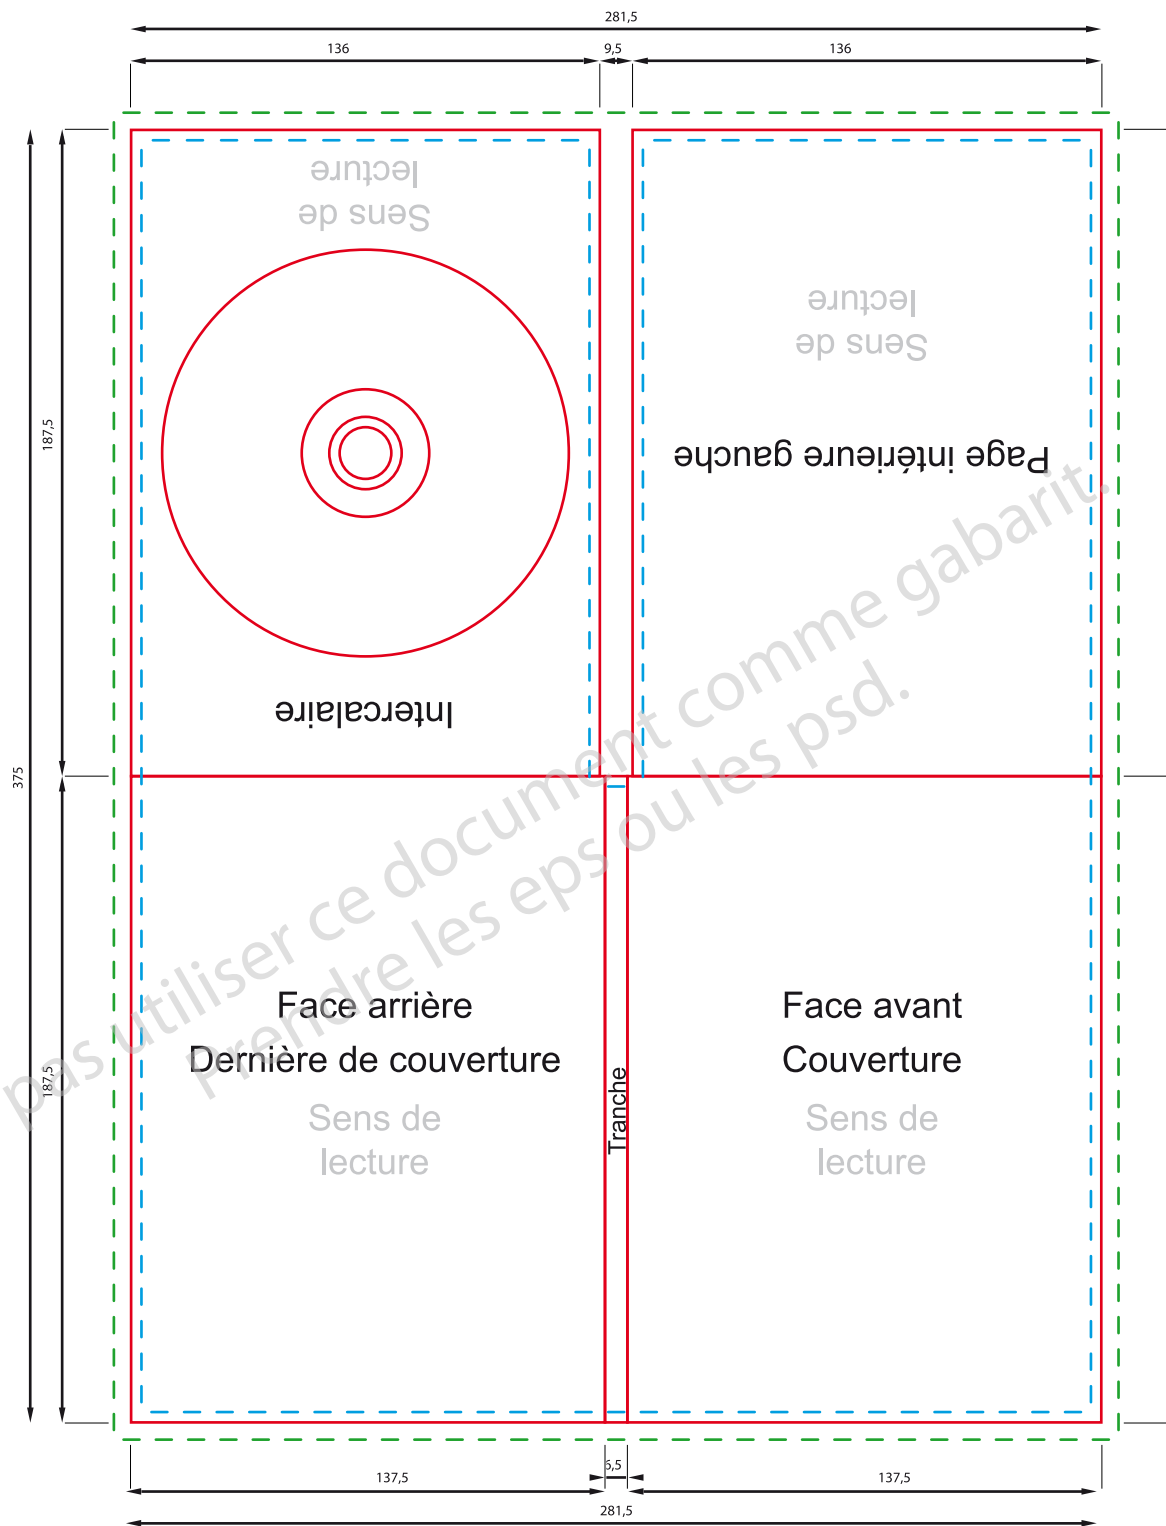 281,5
136
9,5
136
Sens de
lecture
Sens de
lecture
Page intérieure gauche
187,5
Intercalaire
375
pas utiliser ce document comme gabarit.
Prendre les eps ou les psd.
Face arrière
Dernière de couverture
Sens de
lecture
187,5
Tranche
Face avant
Couverture
Sens de
lecture
137,5
6,5
137,5
281,5